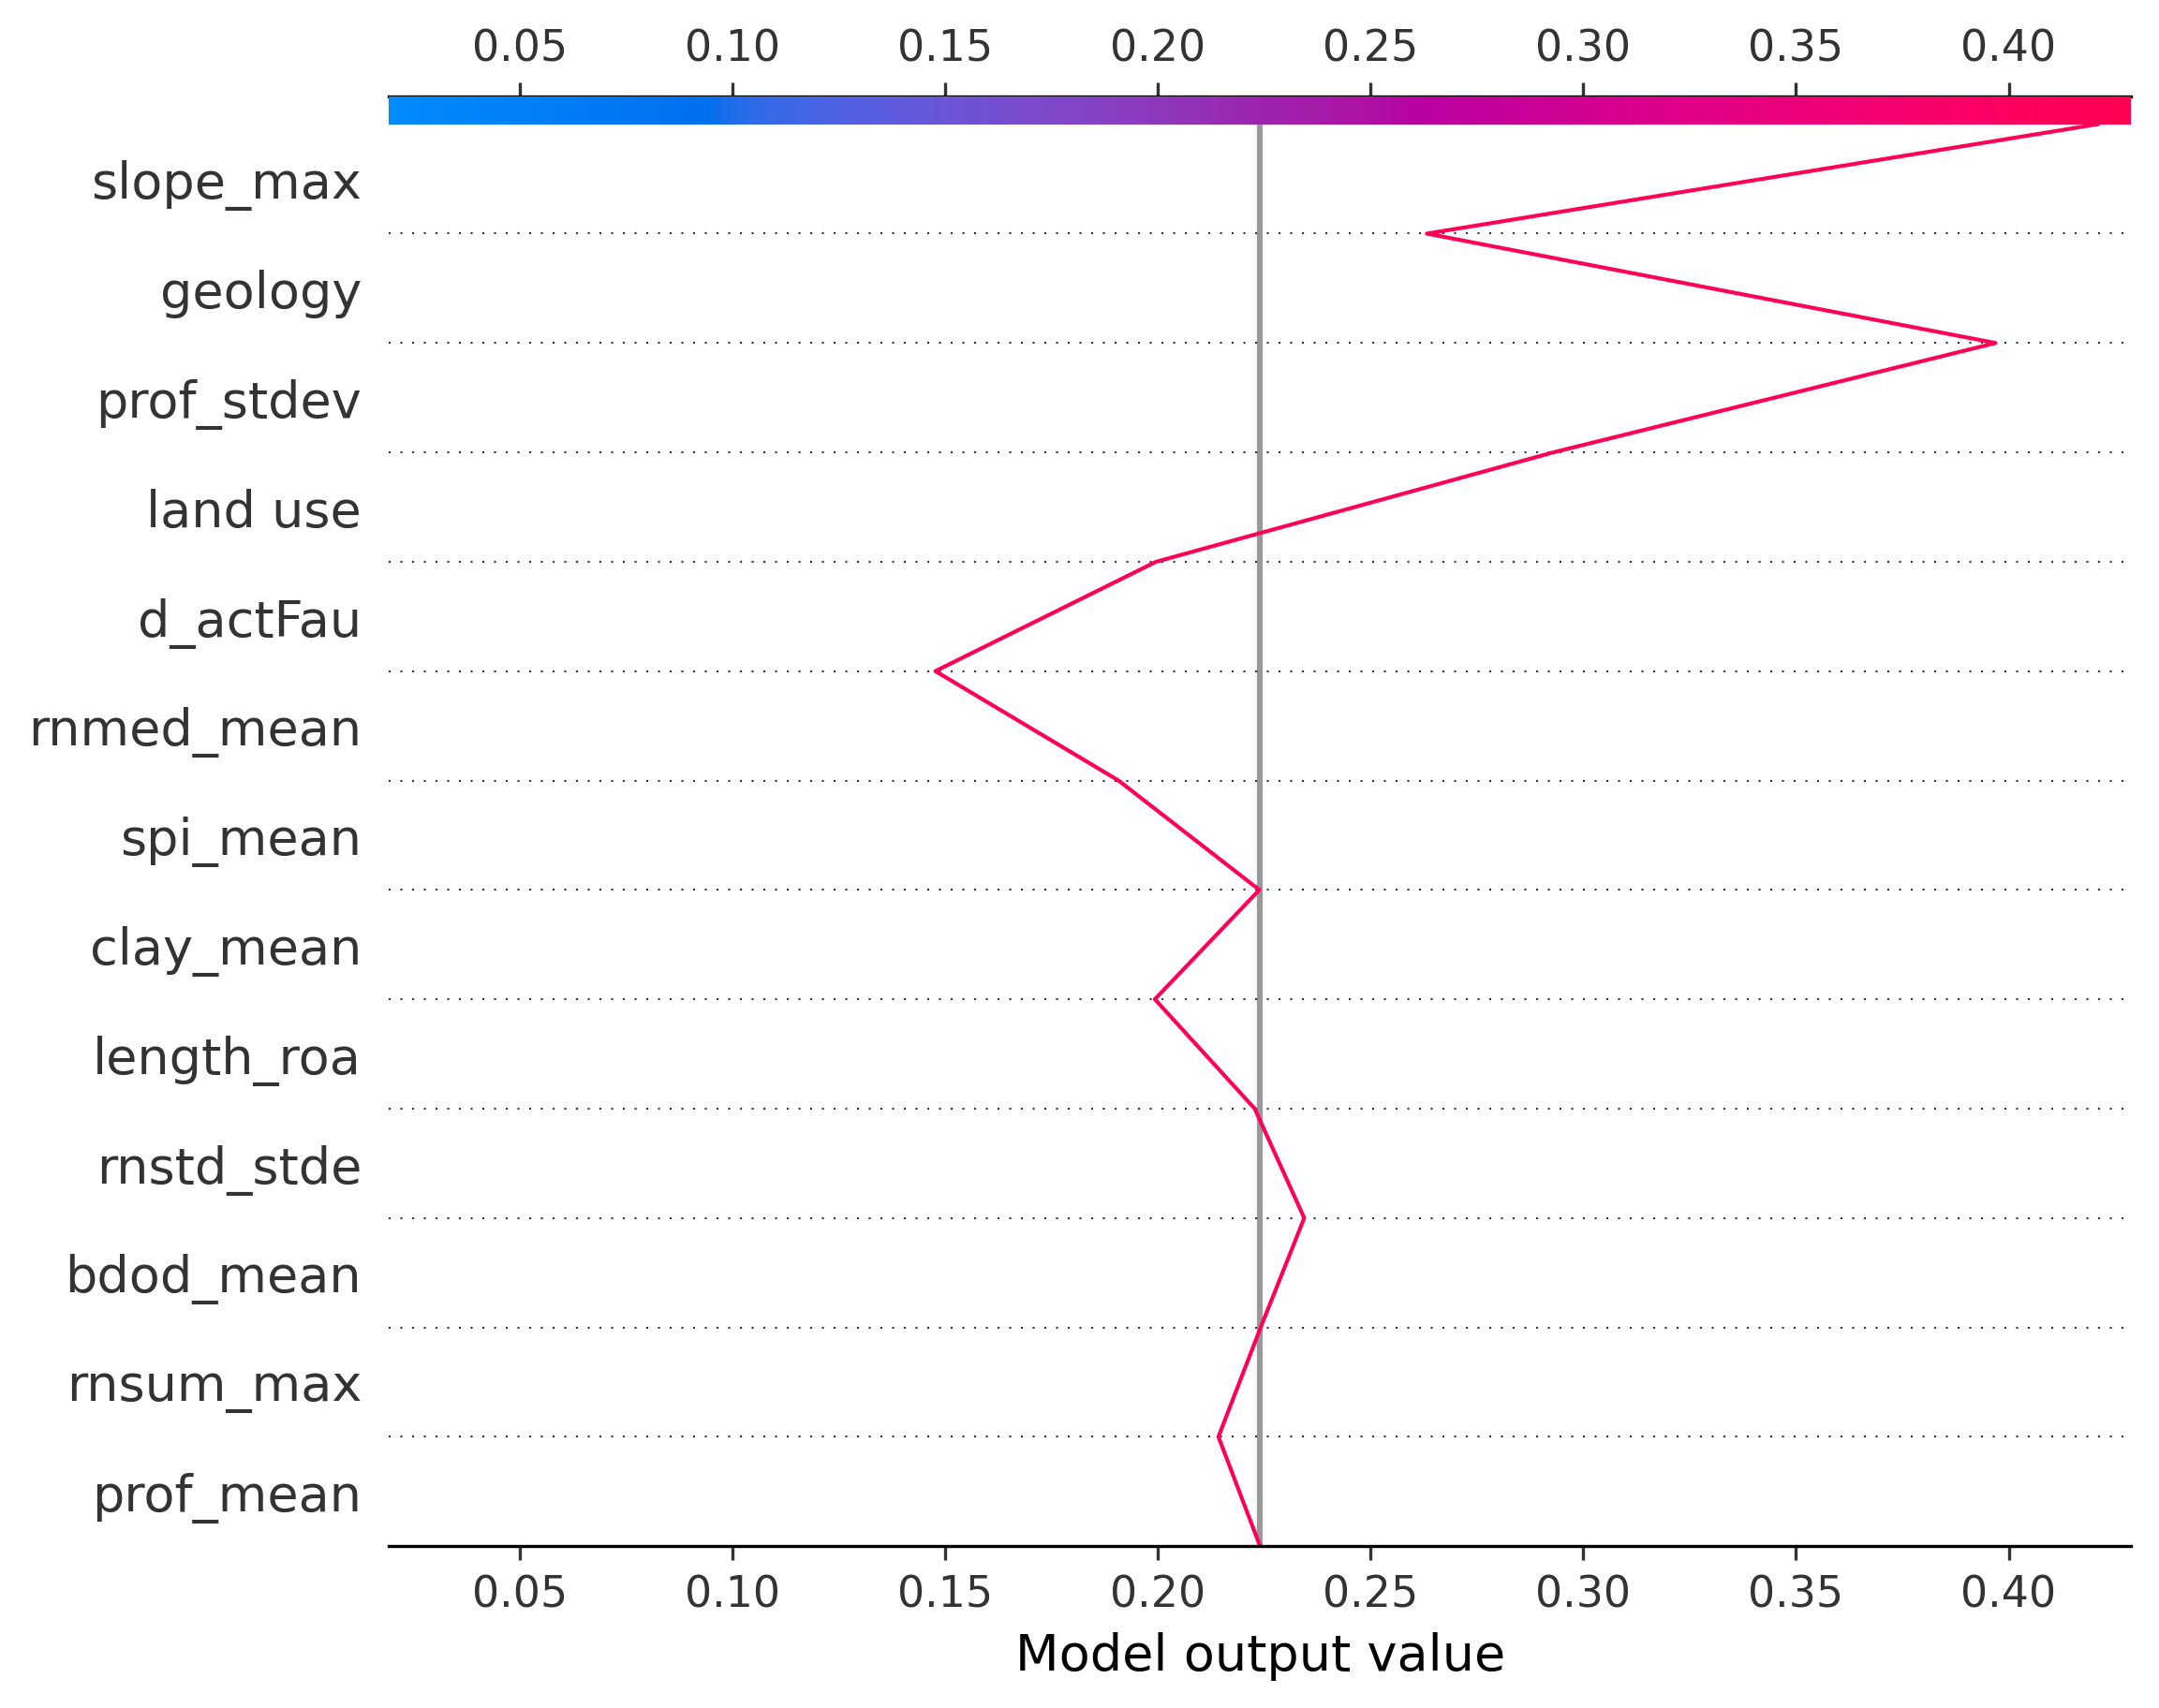 0.05 0.10 0.15 0.20 0.25 0.30 0.35 0.40
slope_max
geology
prof_stdev
land use
d_actFau
rnmed_mean
spi_mean
clay_mean
length_roa
rnstd_stde
bdod_mean
rnsum_max
prof_mean
0.05 0.10 0.15 0.20 0.25 0.30 0.35 0.40
Model output value